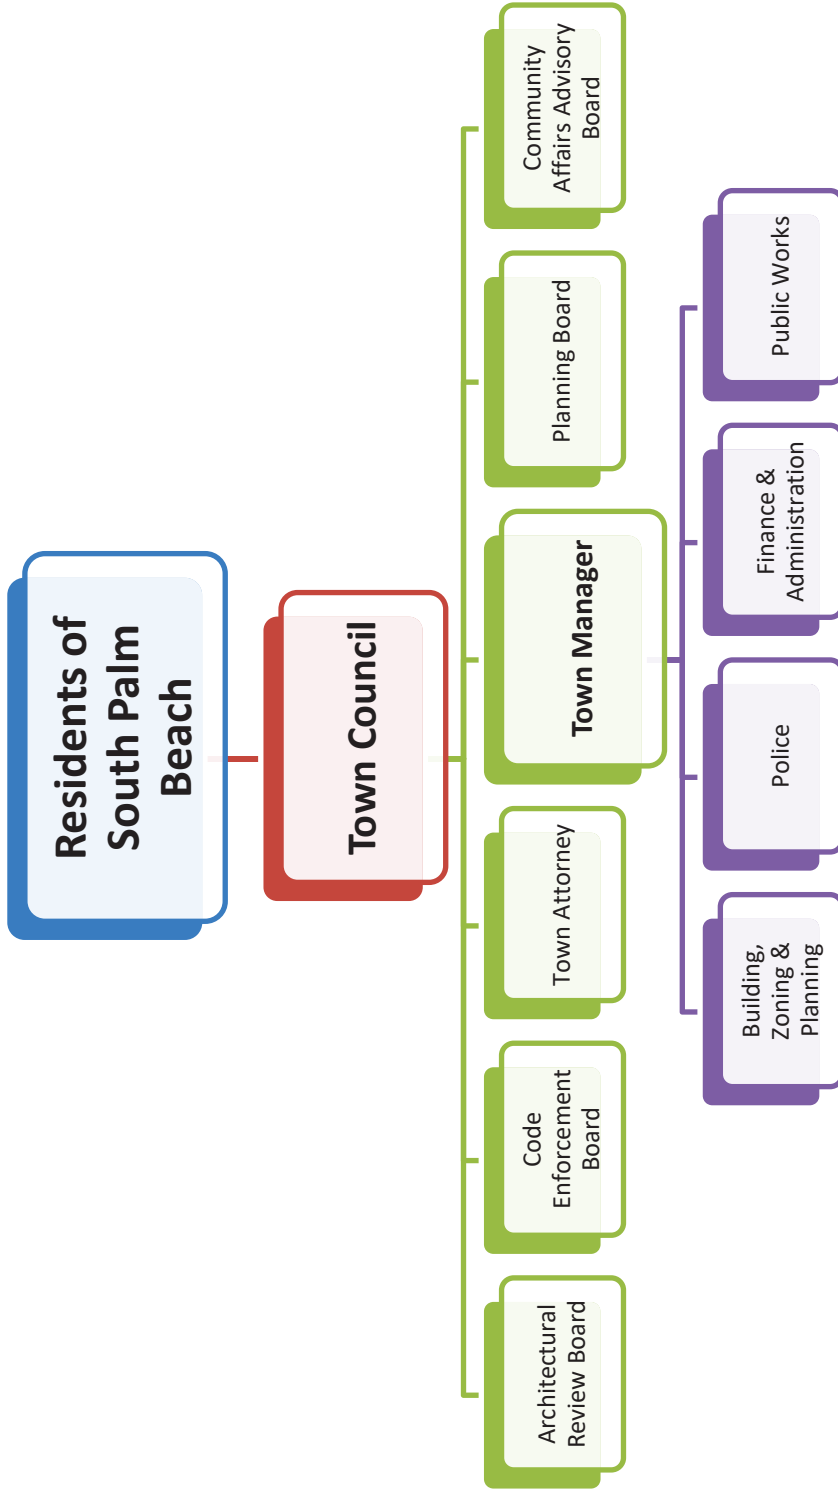 Residents of
South Palm
Beach
Town Council
Architectural
Review Board
Code
Enforcement
Board
Town Attorney
Town Manager
Planning Board
Community
Affairs Advisory
Board
Building,
Zoning &
Planning
Police
Finance &
Administration
Public Works